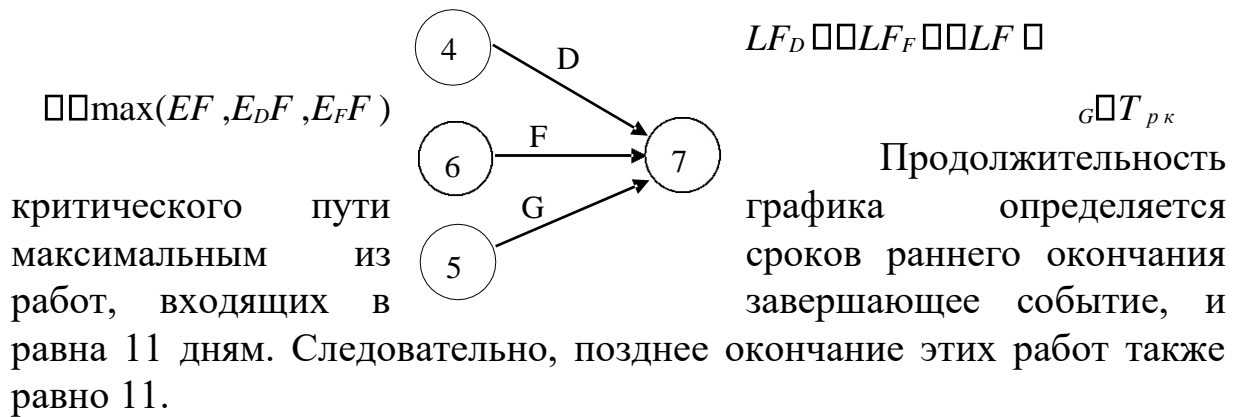 4
D
LF_D □□LF_F □□LF □
□□max(EF ,E_DF ,E_FF )
_G□T _р к
F
6
7
Продолжительность
критического пути
G
графика определяется
максимальным из
5
сроков раннего окончания
работ, входящих в
завершающее событие, и
равна 11 дням. Следовательно, позднее окончание этих работ также
равно 11.